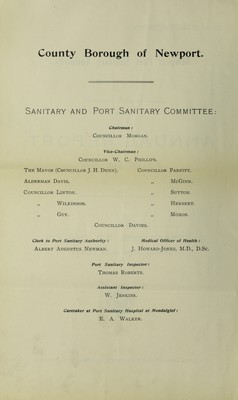 County Borough of Newport.
SANITARY AND PORT SANITARY COMMITTEE:
Chairman:
COUNCILLOR MORGAN.
Vice-Chairman:
COUNCILLOR W. C. PHILLIPS.
THE MAYOR (COUNCILLOR J. H. DUNN). COUNCILLOR PARFITT.
ALDERMAN DAVIS. „ MCGINN.
COUNCILLOR LINTON. „ SUTTON.
„ WILKINSON. „ HERBERT.
„ GUY. „ MOXON.
COUNCILLOR DAVIES.
Clerk to Port Sanitary Authority: Medical Officer of Health:
ALBERT AUGUSTUS NEWMAN. J. HOWARD-JONES, M.D., D.Sc.
Port Sanitary Inspector:
THOMAS ROBERTS.
Assistant Inspector:
W. JENKINS.
Caretaker at Port Sanitary Hospital at Mendalgief:
E. A. WALKER.